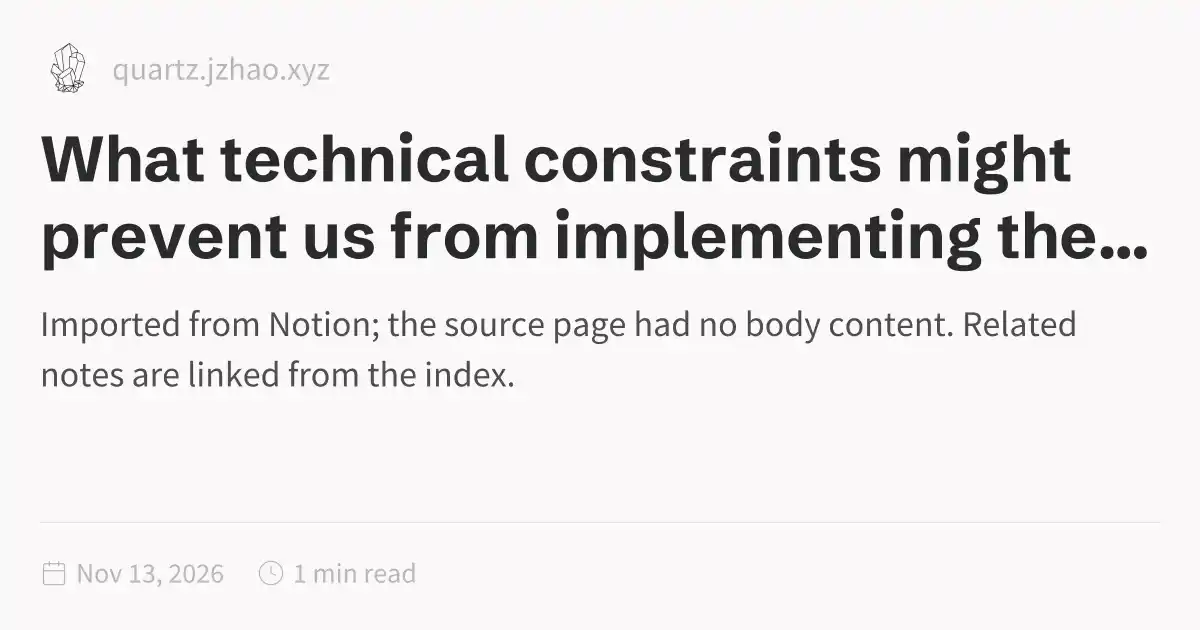 quartz.jzhao.xyz
What technical constraints might
prevent us from implementing the...
Imported from Notion; the source page had no body content. Related
notes are linked from the index.
Nov 13, 2026
1 min read